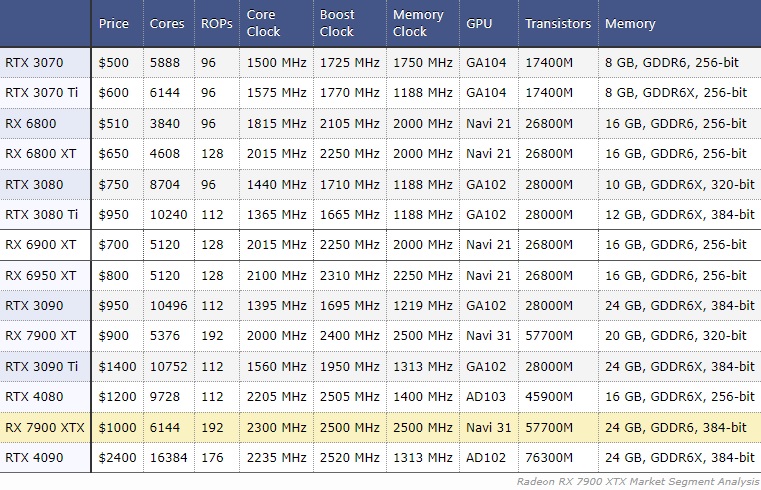 Price Cores ROPs Core Clock Boost Clock Memory Clock GPU Transistors Memory
RTX 3070 $500 5888 96 1500 MHz 1725 MHz 1750 MHz GA104 17400M 8 GB, GDDR6, 256-bit
RTX 3070 Ti $600 6144 96 1575 MHz 1770 MHz 1188 MHz GA104 17400M 8 GB, GDDR6X, 256-bit
RX 6800 $510 3840 96 1815 MHz 2105 MHz 2000 MHz Navi 21 26800M 16 GB, GDDR6, 256-bit
RX 6800 XT $650 4608 128 2015 MHz 2250 MHz 2000 MHz Navi 21 26800M 16 GB, GDDR6, 256-bit
RTX 3080 $750 8704 96 1440 MHz 1710 MHz 1188 MHz GA102 28000M 10 GB, GDDR6X, 320-bit
RTX 3080 Ti $950 10240 112 1365 MHz 1665 MHz 1188 MHz GA102 28000M 12 GB, GDDR6X, 384-bit
RX 6900 XT $700 5120 128 2015 MHz 2250 MHz 2000 MHz Navi 21 26800M 16 GB, GDDR6, 256-bit
RX 6950 XT $800 5120 128 2100 MHz 2310 MHz 2250 MHz Navi 21 26800M 16 GB, GDDR6, 256-bit
RTX 3090 $950 10496 112 1395 MHz 1695 MHz 1219 MHz GA102 28000M 24 GB, GDDR6X, 384-bit
RX 7900 XT $900 5376 192 2000 MHz 2400 MHz 2500 MHz Navi 31 57700M 20 GB, GDDR6, 320-bit
RTX 3090 Ti $1400 10752 112 1560 MHz 1950 MHz 1313 MHz GA102 28000M 24 GB, GDDR6X, 384-bit
RTX 4080 $1200 9728 112 2205 MHz 2505 MHz 1400 MHz AD103 45900M 16 GB, GDDR6X, 256-bit
RX 7900 XTX $1000 6144 192 2300 MHz 2500 MHz 2500 MHz Navi 31 57700M 24 GB, GDDR6, 384-bit
RTX 4090 $2400 16384 176 2235 MHz 2520 MHz 1313 MHz AD102 76300M 24 GB, GDDR6X, 384-bit
Radeon RX 7900 XTX Market Segment Analysis